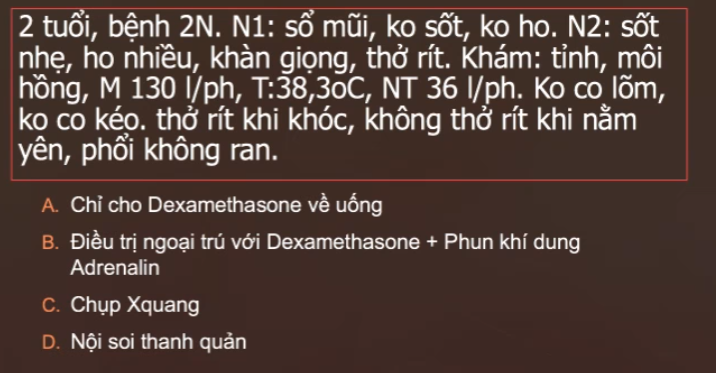 2 tuổi, bệnh 2N. N1: sổ mũi, ko sốt, ko ho. N2: sốt
nhẹ, ho nhiều, khàn giọng, thở rít. Khám: tỉnh, môi
hồng, M 130 l/ph, T:38,3oC, NT 36 l/ph. Ko co lõm,
ko co kéo. thở rít khi khóc, không thở rít khi nằm
yên, phổi không ran.
A. Chỉ cho Dexamethasone về uống
B. Điều trị ngoại trú với Dexamethasone + Phun khí dung
Adrenalin
C. Chụp Xquang
D. Nội soi thanh quản